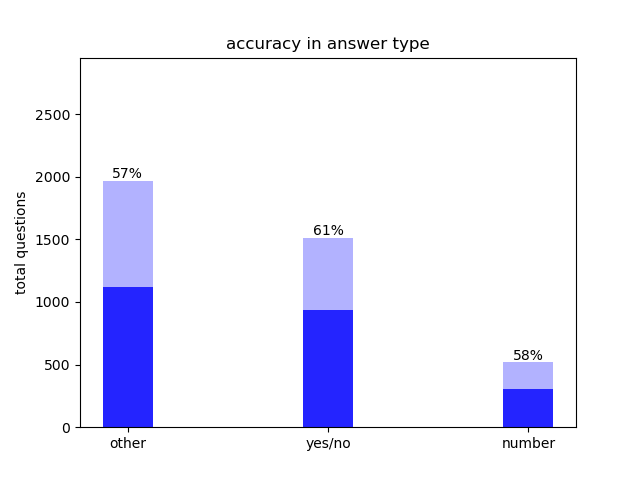 accuracy in answer type
total questions
2500
2000
1500
1000
500
0
57%
61%
58%
other
yes/no
number